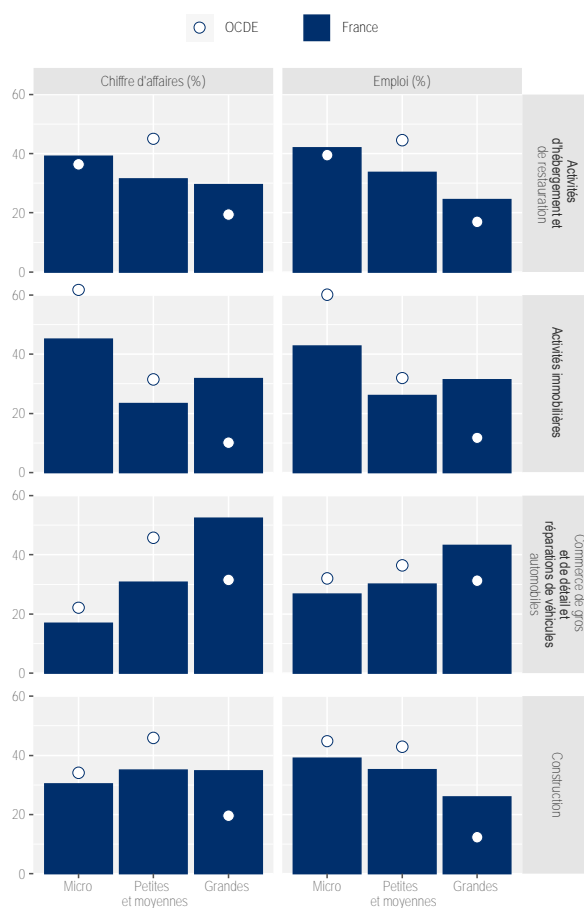 OCDE
France
Chiffre d'affaires (%)
Emploi (%)
60
40
20
0
Activités
d'hébergement et
de restauration
60
40
20
0
Activités immobilières
60
40
20
0
Commerce de gros
et de détail et
réparations de véhicules
automobiles
60
40
20
0
Construction
Micro
Petites
et moyennes
Grandes
Micro
Petites
et moyennes
Grandes